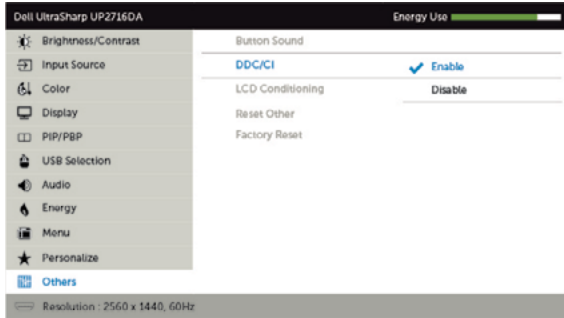 Dell UltraSharp UP2716DA
Energy Use
Brightness/Contrast
Button Sound
Input Source
DDC/CI
Enable
Color
LCD Conditioning
Disable
Display
Reset Other
PIP/PBP
Factory Reset
USB Selection
Audio
Energy
Menu
Personalize
Others
Resolution : 2560 x 1440, 60Hz